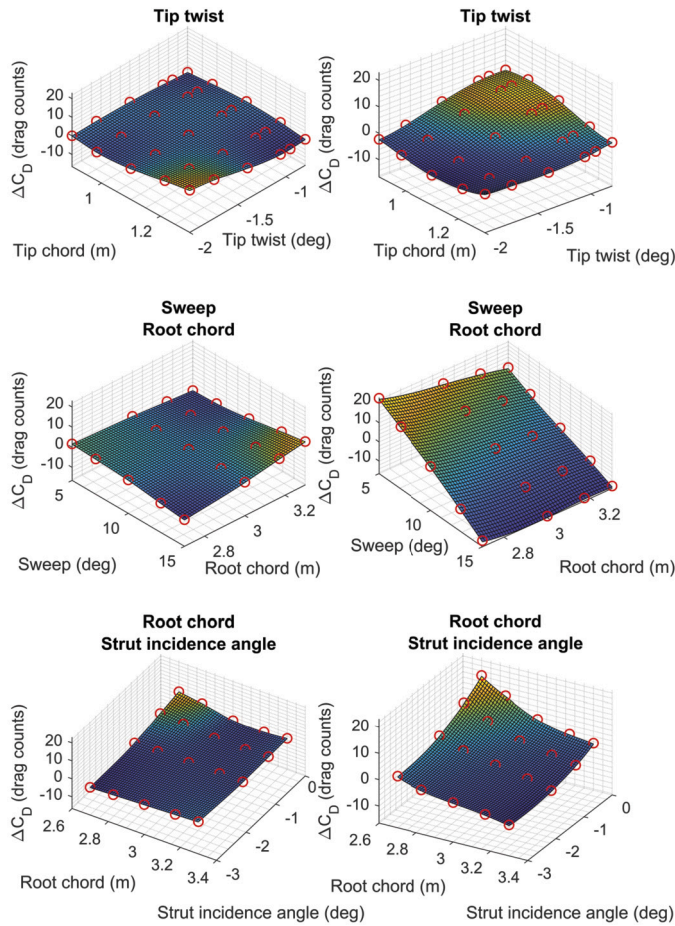 Tip twist
20
10
0
-10
ΔC_D (drag counts)
1
1.2
Tip chord (m)
-2
-1.5
-1
Tip twist (deg)
Tip twist
20
10
0
-10
ΔC_D (drag counts)
1
1.2
Tip chord (m)
-2
-1.5
-1
Tip twist (deg)
Sweep
Root chord
20
10
0
-10
ΔC_D (drag counts)
5
10
15
Sweep (deg)
2.8
3
3.2
Root chord (m)
Sweep
Root chord
20
10
0
-10
ΔC_D (drag counts)
5
10
15
Sweep (deg)
2.8
3
3.2
Root chord (m)
Root chord
Strut incidence angle
20
10
0
-10
ΔC_D (drag counts)
2.6
2.8
3
3.2
3.4
Root chord (m)
-3
-2
-1
0
Strut incidence angle (deg)
Root chord
Strut incidence angle
20
10
0
-10
ΔC_D (drag counts)
2.6
2.8
3
3.2
3.4
Root chord (m)
-3
-2
-1
0
Strut incidence angle (deg)